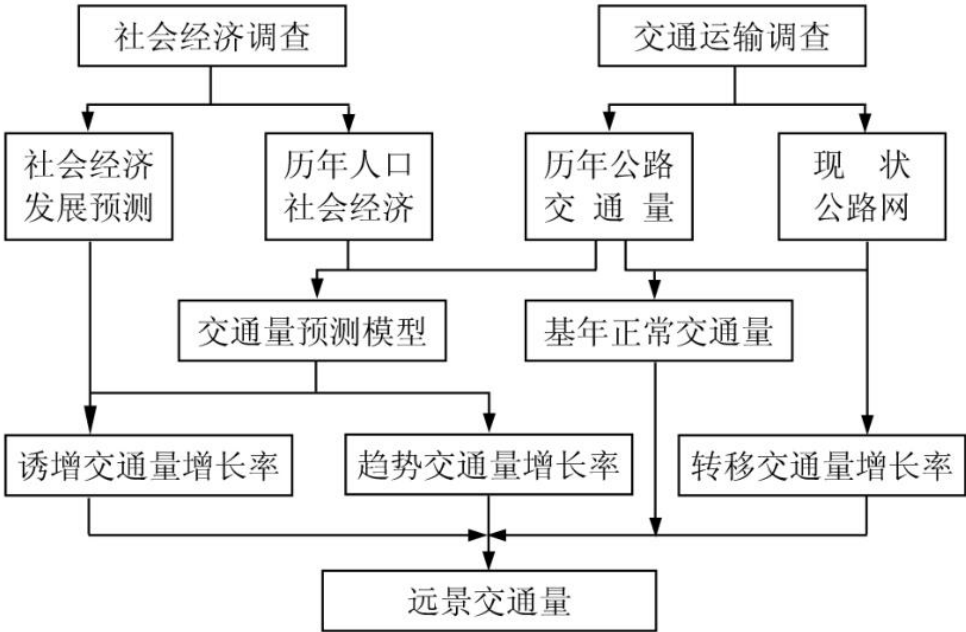 社会经济调查
交通运输调查
社会经济
发展预测
历年人口
社会经济
历年公路
交通量
现状
公路网
交通量预测模型
基年正常交通量
诱增交通量增长率
趋势交通量增长率
转移交通量增长率
远景交通量